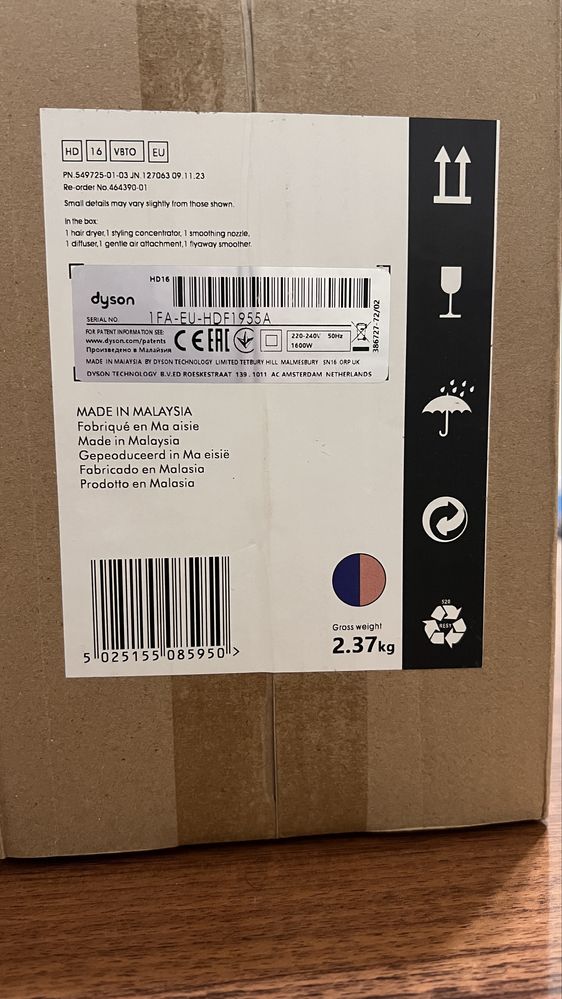 HD 16 VBTO EU
PN.549725-01-03 JN.127063 09.11.23
Re-order No.464390-01
Small details may vary slightly from those shown.
In the box:
1 hair dryer,1 styling concentrator, 1 smoothing nozzle,
1 diffuser,1 gentle air attachment,1 flyaway smoother.
HD16
dyson
SERIAL NO.
1FA-EU-HDF1955A
FOR PATENT INFORMATION SEE:
www.dyson.com/patents
Произведено в Малайзия
CE EAC
220-240V 50Hz
1600W
386727-72/02
MADE IN MALAYSIA BY DYSON TECHNOLOGY LIMITED TETBURY HILL MALMESBURY SN16 0RP UK
DYSON TECHNOLOGY B.V.ED ROESKESTRAAT 139 . 1011 AC AMSTERDAM NETHERLANDS
MADE IN MALAYSIA
Fabriqué en Ma aisie
Made in Malaysia
Gepeoduceerd in Ma eisië
Fabricado en Malasia
Prodotto en Malasia
Gross weight
2.37kg
5 025155 085950 >